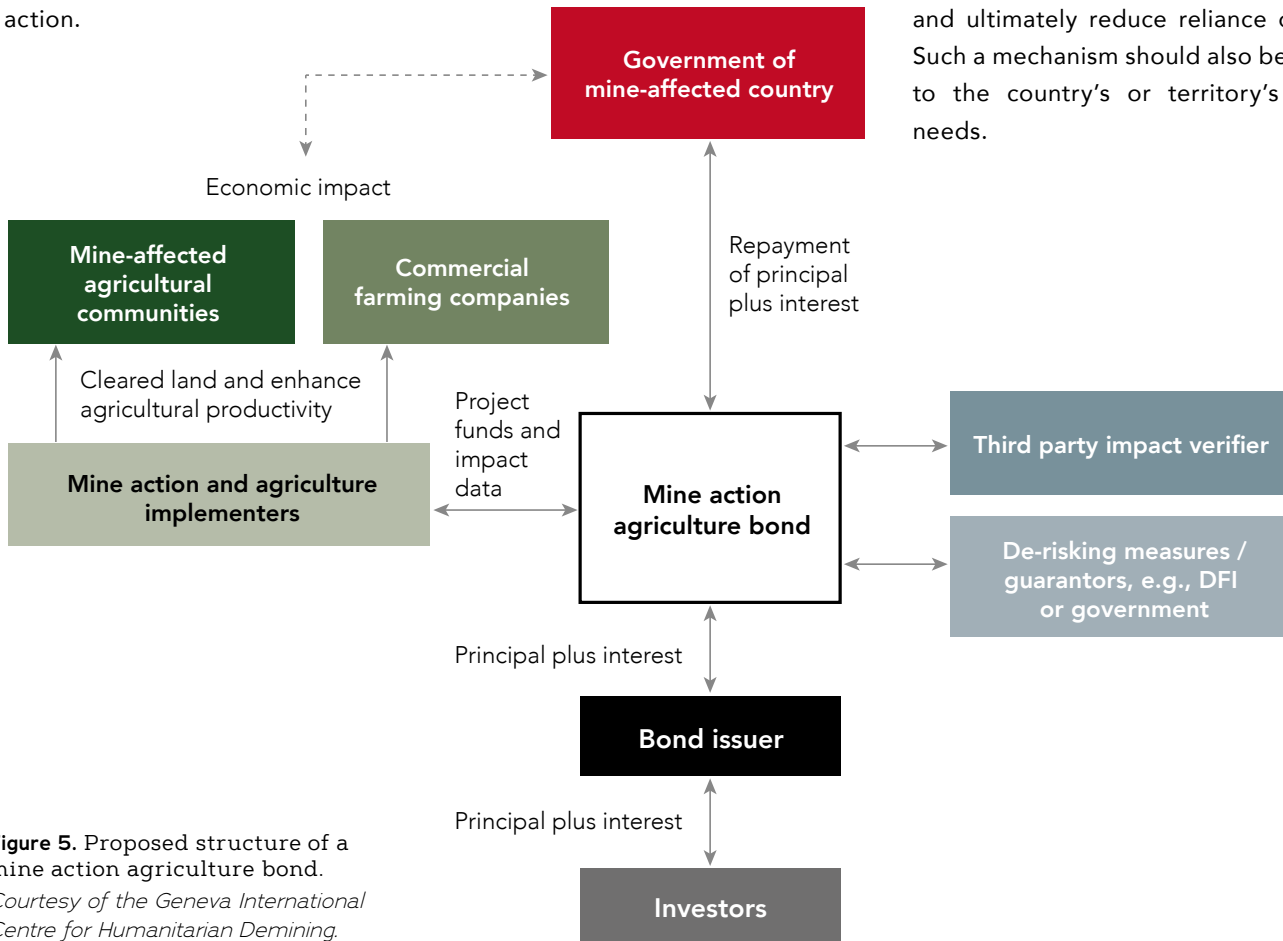 action.
and ultimately reduce reliance
Such a mechanism should also be
to the country's or territory's
needs.
Government of
mine-affected country
Economic impact
Mine-affected
agricultural
communities
Commercial
farming companies
Repayment
of principal
plus interest
Cleared land and enhance
agricultural productivity
Project
funds and
impact
data
Mine action and agriculture
implementers
Mine action
agriculture bond
Third party impact verifier
De-risking measures /
guarantors, e.g., DFI
or government
Principal plus interest
Bond issuer
Principal plus interest
Investors
igure 5. Proposed structure of a
mine action agriculture bond.
Courtesy of the Geneva International
Centre for Humanitarian Demining.